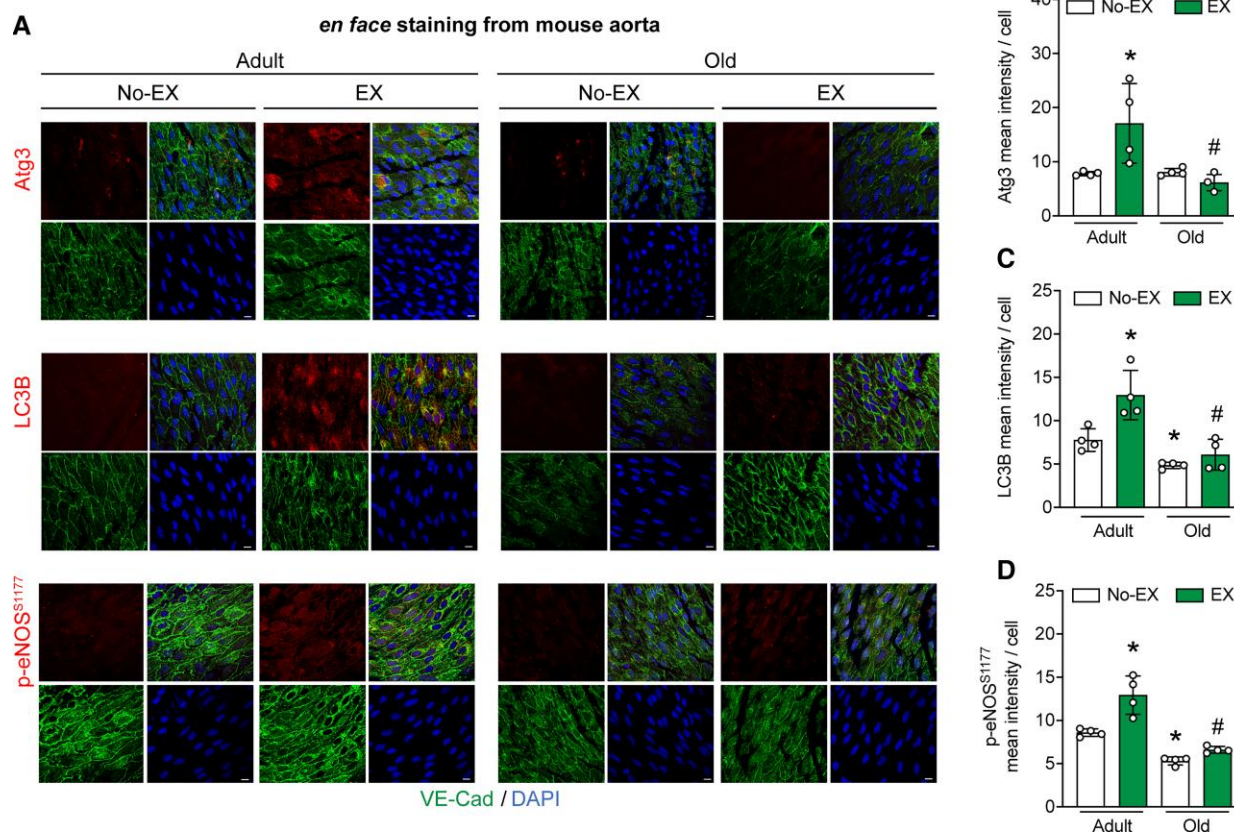 A
en face staining from mouse aorta
Adult
Old
No-EX
EX
No-EX
EX
Atg3
LC3B
p-eNOS^S1177
VE-Cad / DAPI
No-EX EX
Atg3 mean intensity / cell
40
30
20
10
0
Adult Old
*
#
C
No-EX EX
LC3B mean intensity / cell
25
20
15
10
5
0
Adult Old
*
*
#
D
No-EX EX
p-eNOS^S1177
mean intensity / cell
25
20
15
10
5
0
Adult Old
*
*
#